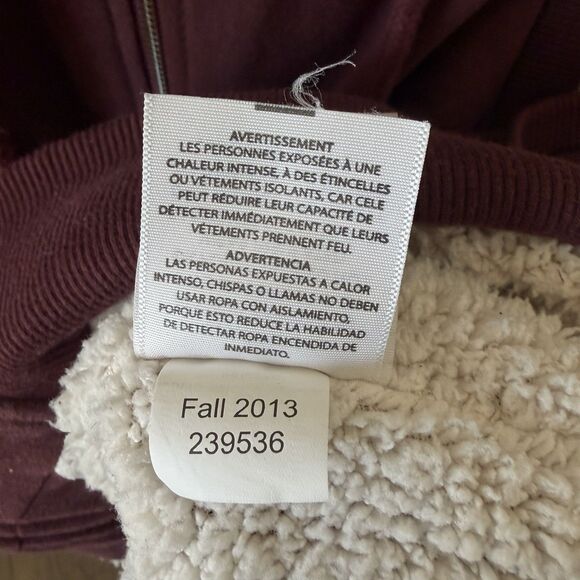 AVERTISSEMENT
LES PERSONNES EXPOSÉES À UNE
CHALEUR INTENSE, À DES ÉTINCELLES
OU VÉTEMENTS ISOLANTS, CAR CELE
PEUT RÉDUIRE LEUR CAPACITÉ DE
DÉTECTER IMMÉDIATEMENT QUE LEURS
VÉTEMENTS PRENNENT FEU.
ADVERTENCIA
LAS PERSONAS EXPUESTAS A CALOR
INTENSO, CHISPAS O LLAMAS NO DEBEN
USAR ROPA CON AISLAMIENTO.
PORQUE ESTO REDUCE LA HABILIDAD
DE DETECTAR ROPA ENCENDIDA DE
INMEDIATO.
Fall 2013
239536